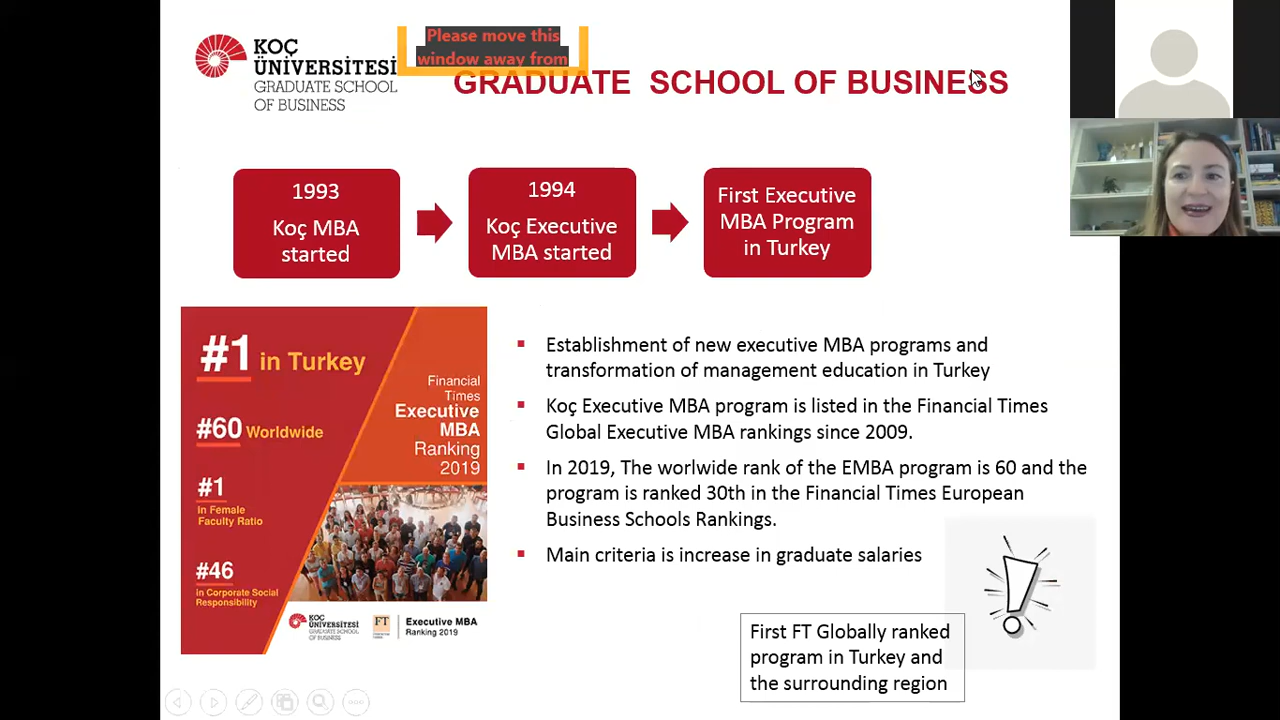 KOÇ
ÜNİVERSİTESİ
GRADUATE SCHOOL
OF BUSINESS
Please move this
window away from
GRADUATE SCHOOL OF BUSINESS
1993
Koç MBA
started
1994
Koç Executive
MBA started
First Executive
MBA Program
in Turkey
#1 in Turkey
#60 Worldwide
#1
in Female
Faculty Ratio
#46
in Corporate Social
Responsibility
Financial
Times
Executive
MBA
Ranking
2019
KOÇ
ÜNİVERSİTESİ
GRADUATE SCHOOL
OF BUSINESS
FT
Executive MBA
Ranking 2019
Establishment of new executive MBA programs and
transformation of management education in Turkey
Koç Executive MBA program is listed in the Financial Times
Global Executive MBA rankings since 2009.
In 2019, The worlwide rank of the EMBA program is 60 and the
program is ranked 30th in the Financial Times European
Business Schools Rankings.
Main criteria is increase in graduate salaries
First FT Globally ranked
program in Turkey and
the surrounding region